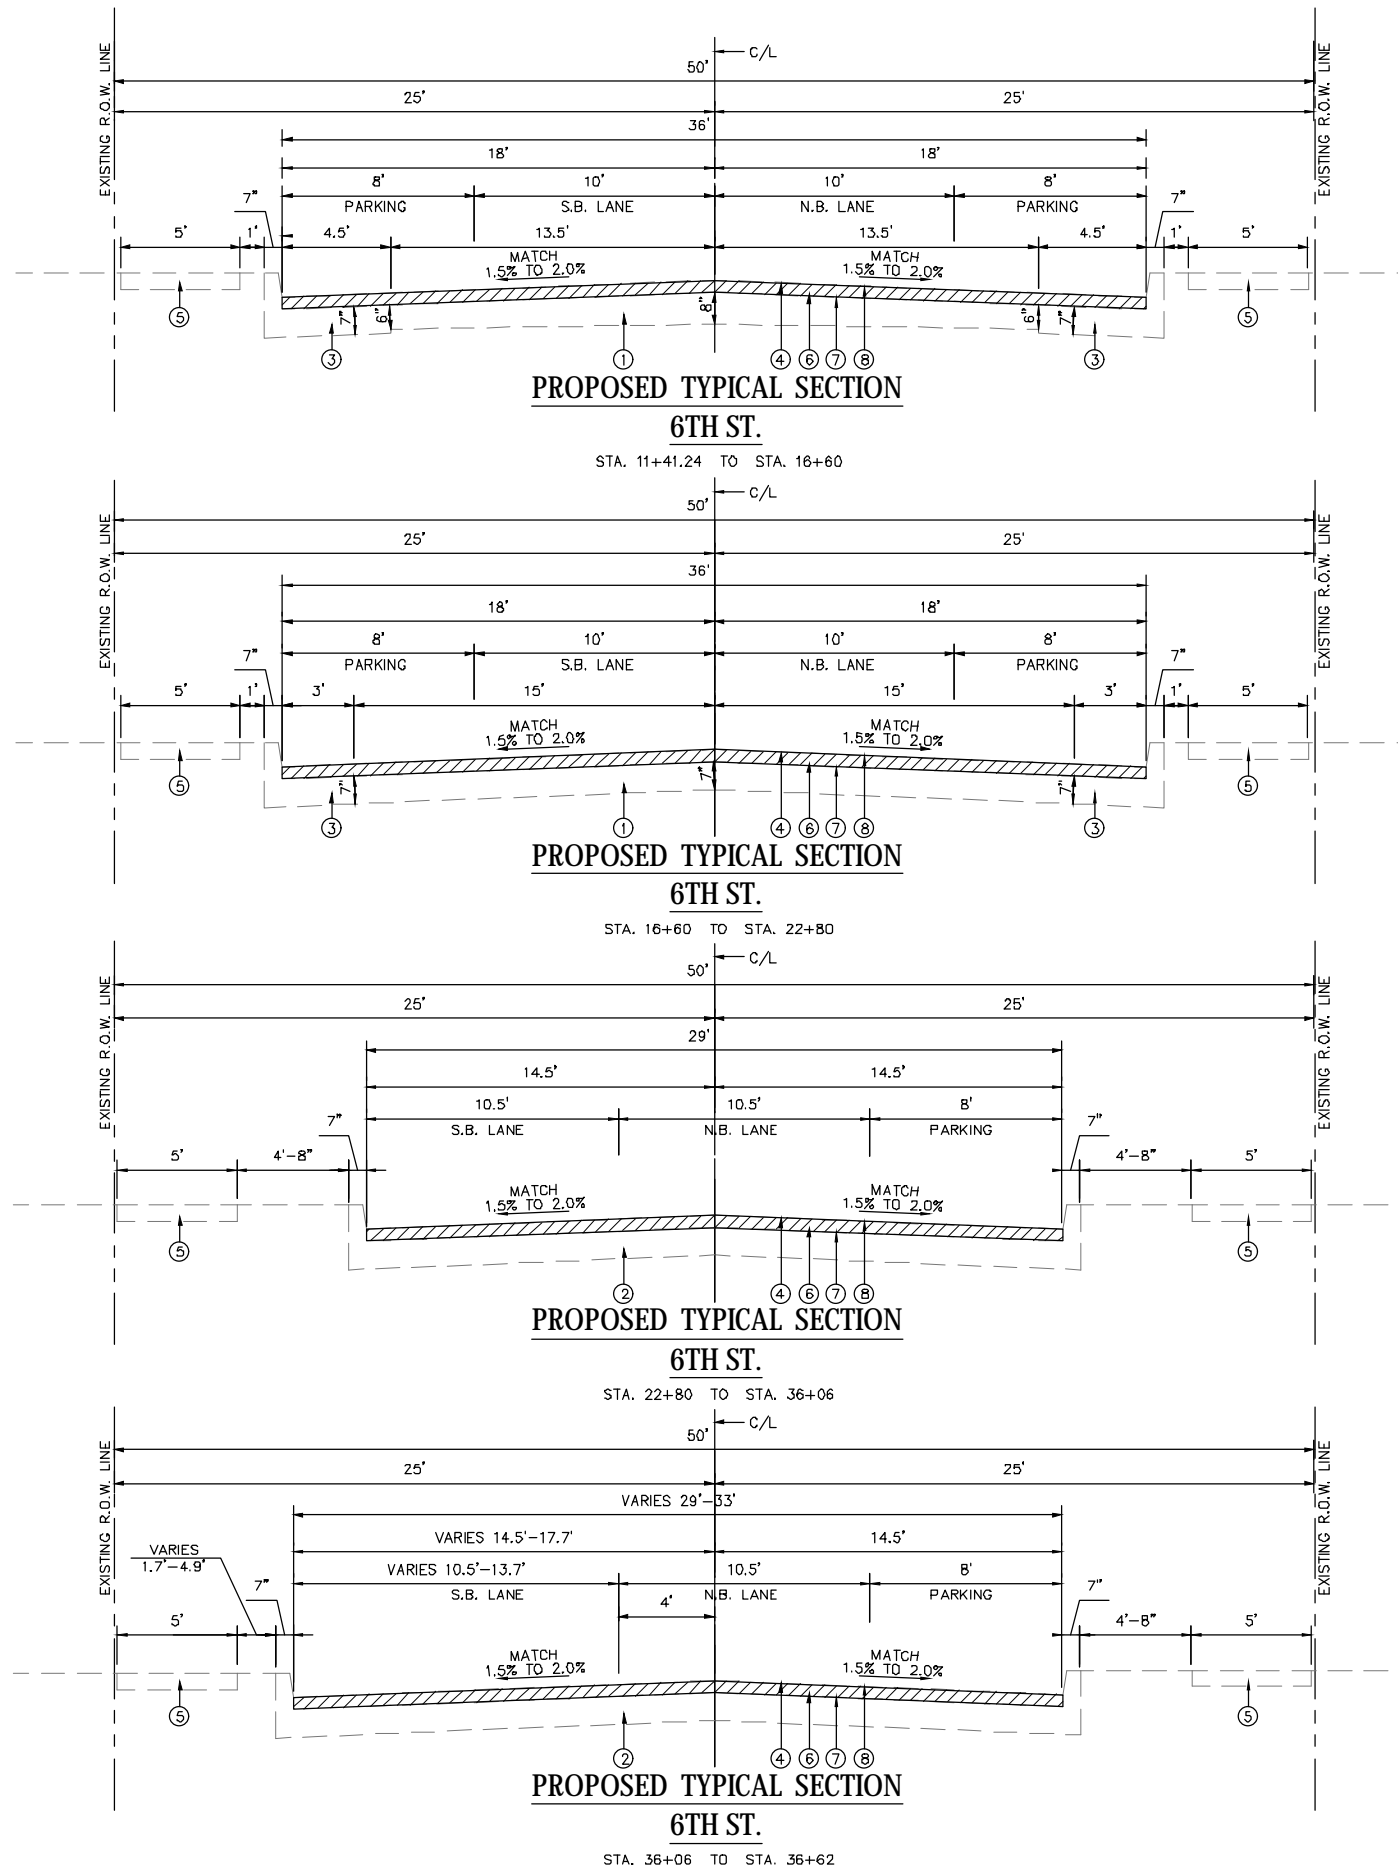 C/L
50'
25' 25'
36'
18' 18'
8' 10' 10' 8'
PARKING S.B. LANE N.B. LANE PARKING
7" 7"
5' 1' 4.5' 13.5' 13.5' 4.5' 1' 5'
MATCH MATCH
1.5% TO 2.0% 1.5% TO 2.0%
EXISTING R.O.W. LINE
EXISTING R.O.W. LINE
7" 6" 8" 6" 7"
5 5
3 1 4 6 7 8 3
PROPOSED TYPICAL SECTION
6TH ST.
STA. 11+41.24 TO STA. 16+60
C/L
50'
25' 25'
36'
18' 18'
8' 10' 10' 8'
PARKING S.B. LANE N.B. LANE PARKING
7" 7"
5' 1' 3' 15' 15' 3' 1' 5'
MATCH MATCH
1.5% TO 2.0% 1.5% TO 2.0%
EXISTING R.O.W. LINE
EXISTING R.O.W. LINE
7" 7" 7"
5 5
3 1 4 6 7 8 3
PROPOSED TYPICAL SECTION
6TH ST.
STA. 16+60 TO STA. 22+80
C/L
50'
25' 25'
29'
14.5' 14.5'
10.5' 10.5' 8'
S.B. LANE N.B. LANE PARKING
7" 7"
5' 4'-8" 4'-8" 5'
MATCH MATCH
1.5% TO 2.0% 1.5% TO 2.0%
EXISTING R.O.W. LINE
EXISTING R.O.W. LINE
5 5
2 4 6 7 8
PROPOSED TYPICAL SECTION
6TH ST.
STA. 22+80 TO STA. 36+06
C/L
50'
25' 25'
VARIES 29'-33'
VARIES 14.5'-17.7' 14.5'
VARIES
1.7'-4.9'
VARIES 10.5'-13.7' 10.5' 8'
S.B. LANE N.B. LANE PARKING
7" 4' 7"
5' 4'-8" 5'
MATCH MATCH
1.5% TO 2.0% 1.5% TO 2.0%
EXISTING R.O.W. LINE
EXISTING R.O.W. LINE
5 5
2 4 6 7 8
PROPOSED TYPICAL SECTION
6TH ST.
STA. 36+06 TO STA. 36+62